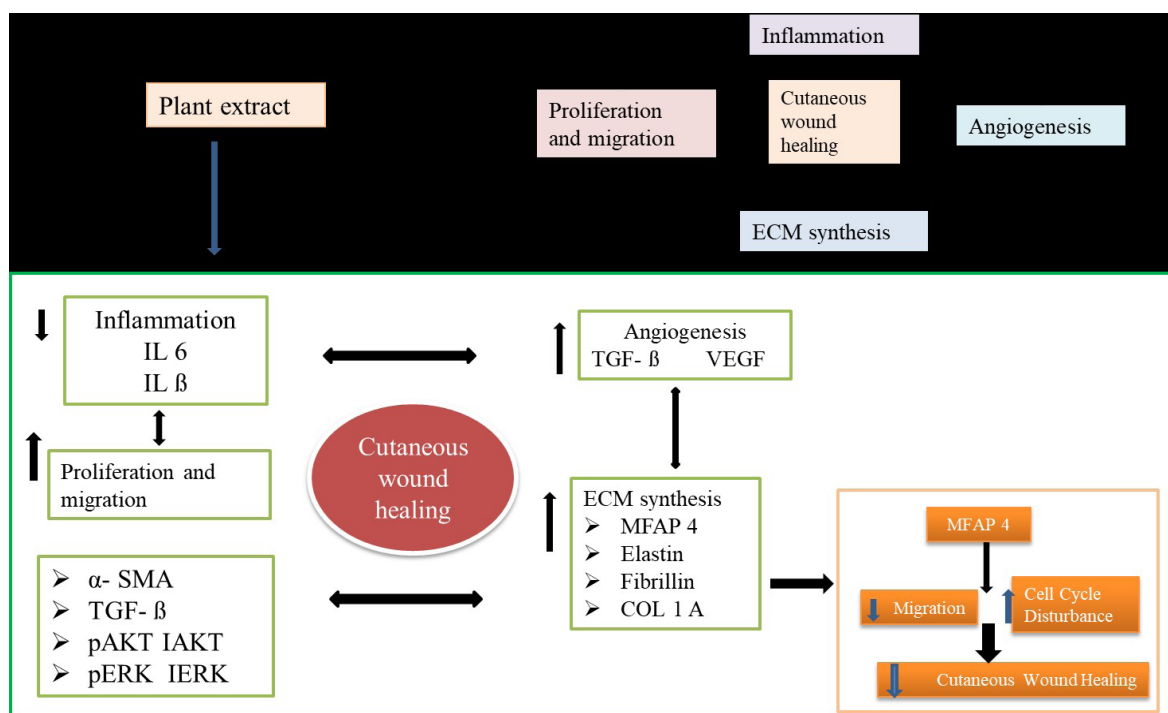 Inflammation
Plant extract
Proliferation
and migration
Cutaneous
wound
healing
Angiogenesis
ECM synthesis
Inflammation
IL 6
IL ß
Angiogenesis
TGF- ß VEGF
Proliferation and
migration
Cutaneous
wound
healing
α- SMA
TGF- ß
pAKT IAKT
pERK IERK
ECM synthesis
MFAP 4
Elastin
Fibrillin
COL 1 A
MFAP 4
Migration
Cell Cycle
Disturbance
Cutaneous Wound Healing